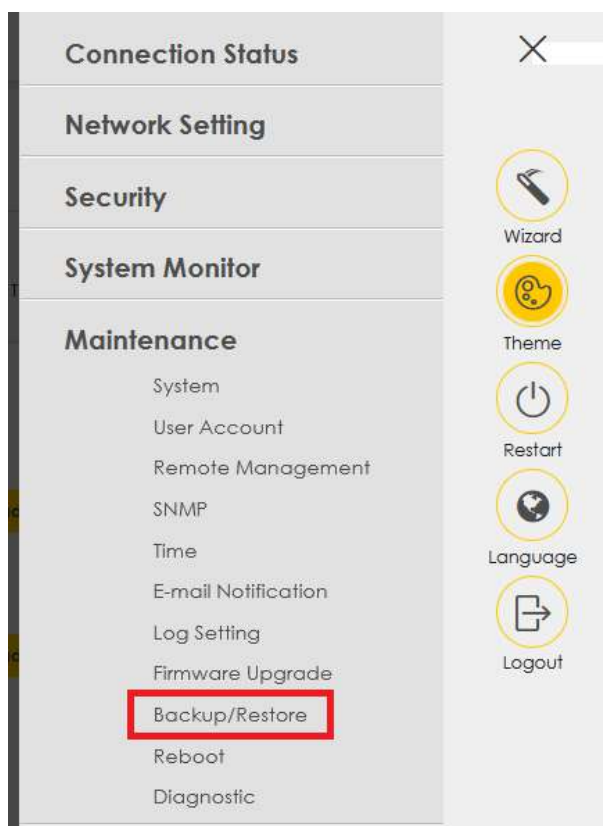 Connection Status
Network Setting
Security
System Monitor
Maintenance
System
User Account
Remote Management
SNMP
Time
E-mail Notification
Log Setting
Firmware Upgrade
Backup/Restore
Reboot
Diagnostic
Wizard
Theme
Restart
Language
Logout